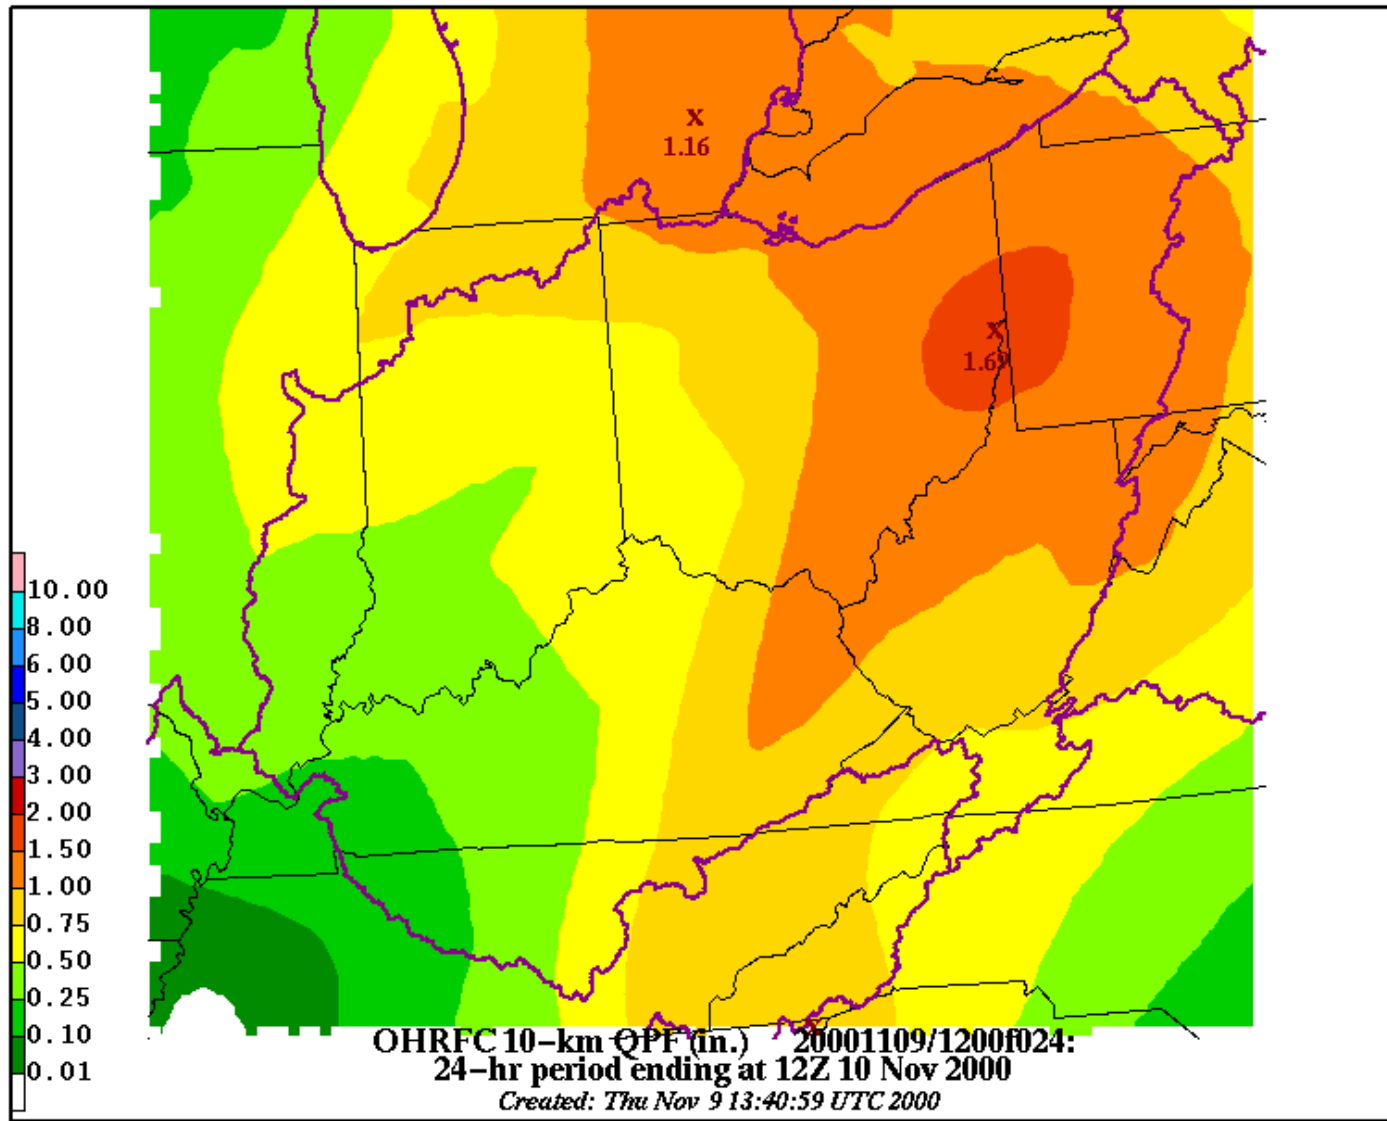 X
1.16
X
1.69
10.00
8.00
6.00
5.00
4.00
3.00
2.00
1.50
1.00
0.75
0.50
0.25
0.10
0.01
X
OHRFC 10-km QPF (in.) 20001109/1200f024:
24-hr period ending at 12Z 10 Nov 2000
Created: Thu Nov 9 13:40:59 UTC 2000